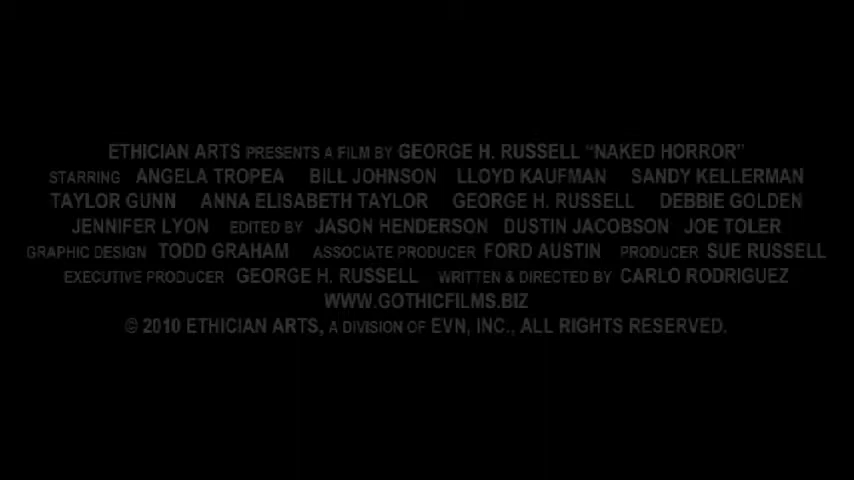 ETHICIAN ARTS PRESENTS A FILM BY GEORGE H. RUSSELL “NAKED HORROR”
STARRING ANGELA TROPEA BILL JOHNSON LLOYD KAUFMAN SANDY KELLERMAN
TAYLOR GUNN ANNA ELISABETH TAYLOR GEORGE H. RUSSELL DEBBIE GOLDEN
JENNIFER LYON EDITED BY JASON HENDERSON DUSTIN JACOBSON JOE TOLER
GRAPHIC DESIGN TODD GRAHAM ASSOCIATE PRODUCER FORD AUSTIN PRODUCER SUE RUSSELL
EXECUTIVE PRODUCER GEORGE H. RUSSELL WRITTEN & DIRECTED BY CARLO RODRIGUEZ
WWW.GOTHICFILMS.BIZ
© 2010 ETHICIAN ARTS, A DIVISION OF EVN, INC., ALL RIGHTS RESERVED.